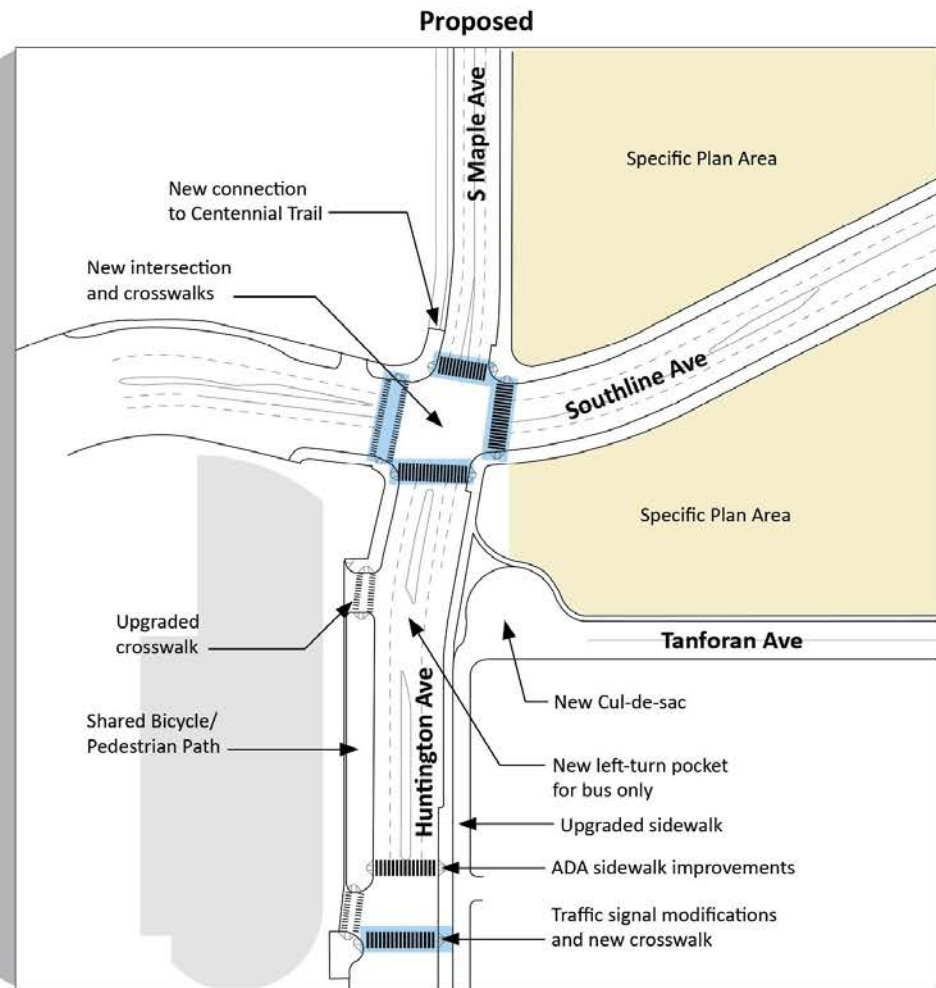 Proposed
S Maple Ave
Specific Plan Area
New connection
to Centennial Trail
New intersection
and crosswalks
Southline Ave
Specific Plan Area
Upgraded
crosswalk
Tanforan Ave
New Cul-de-sac
Shared Bicycle/
Pedestrian Path
Huntington Ave
New left-turn pocket
for bus only
Upgraded sidewalk
ADA sidewalk improvements
Traffic signal modifications
and new crosswalk